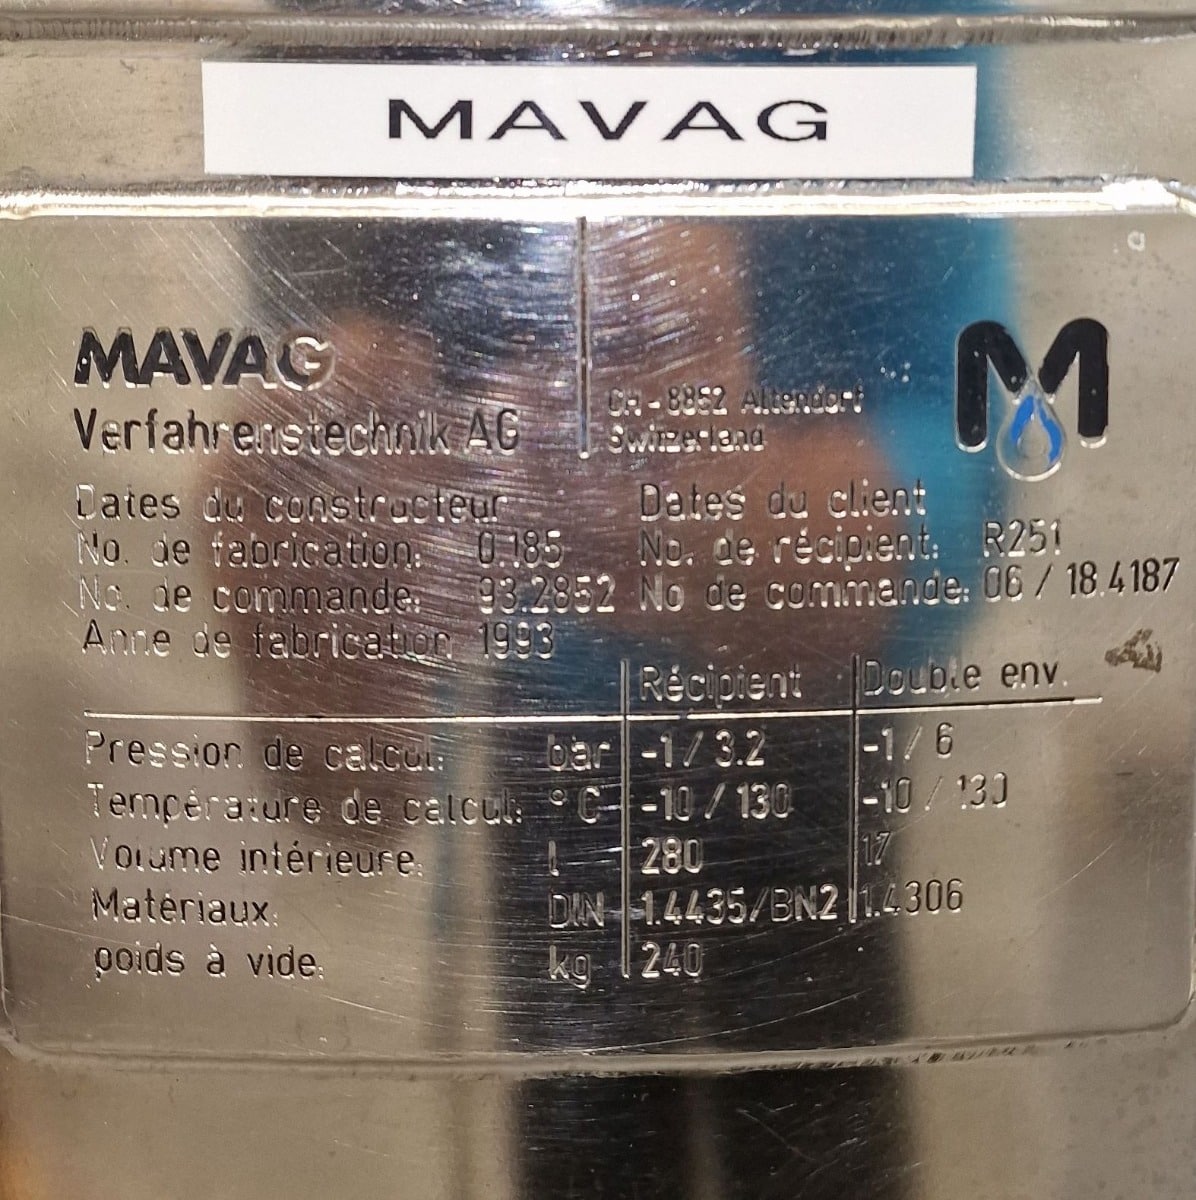 MAVAG
MAVAG
Verfahrenstechnik AG
CH - 8852 Altendorf
Switzerland
M
Dates du constructeur
No. de fabrication: 0.185
No. de commande: 93.2852
Anne de fabrication 1993
Dates du client
No. de récipient: R251
No de commande: 06 / 18.4187
Récipient Double env.
Pression de calcul: bar -1 / 3.2 -1 / 6
Température de calcul: °C -10 / 130 -10 / 130
Volume intérieure: l 280 17
Matériaux: DIN 1.4435/BN2 1.4306
poids à vide: kg 240